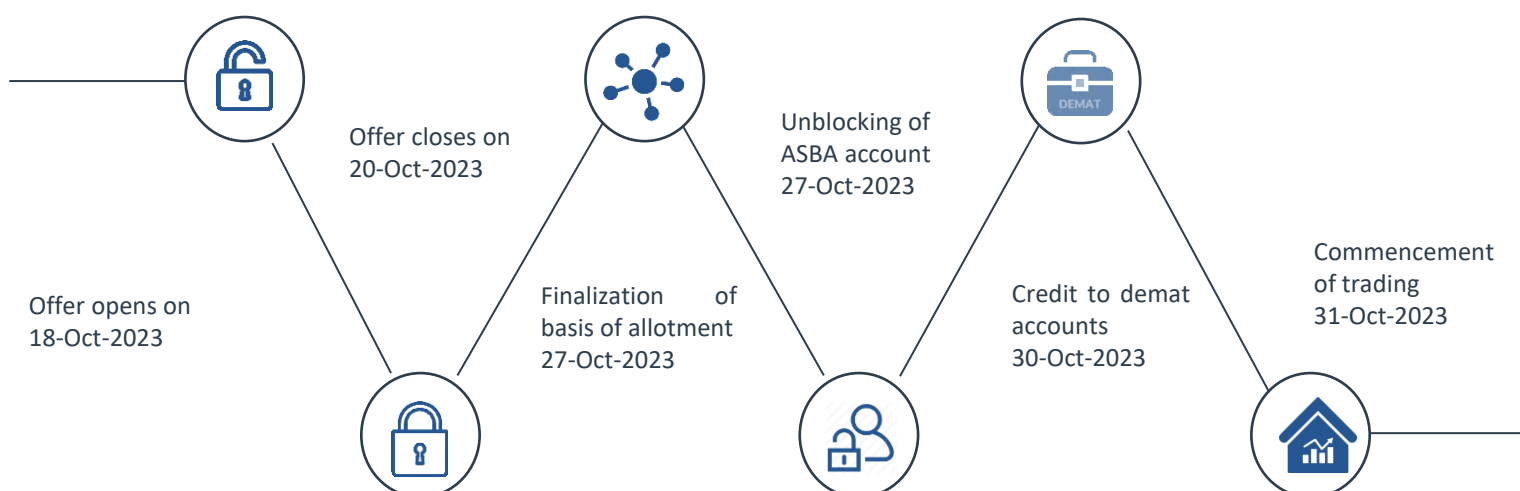 Offer opens on
18-Oct-2023
Offer closes on
20-Oct-2023
Finalization of
basis of allotment
27-Oct-2023
Unblocking of
ASBA account
27-Oct-2023
DEMAT
Credit to demat
accounts
30-Oct-2023
Commencement
of trading
31-Oct-2023